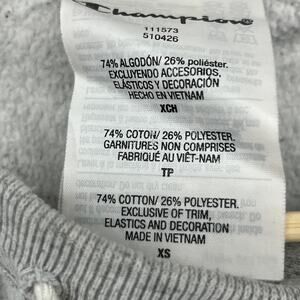 Champion
111573
510426
74% ALGODÓN/ 26% poliéster.
EXCLUYENDO ACCESORIOS,
ELÁSTICOS Y DECORACIÓN
HECHO EN VIETNAM
XCH
74% COTON/ 26% POLYESTER.
GARNITURES NON COMPRISES
FABRIQUÉ AU VIÊT-NAM
TP
74% COTTON/ 26% POLYESTER.
EXCLUSIVE OF TRIM,
ELASTICS AND DECORATION
MADE IN VIETNAM
XS